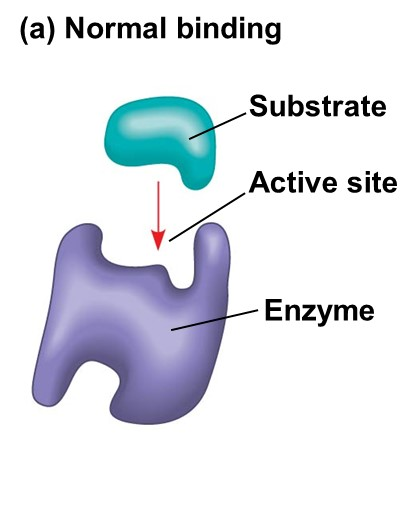 (a) Normal binding
Substrate
Active site
Enzyme